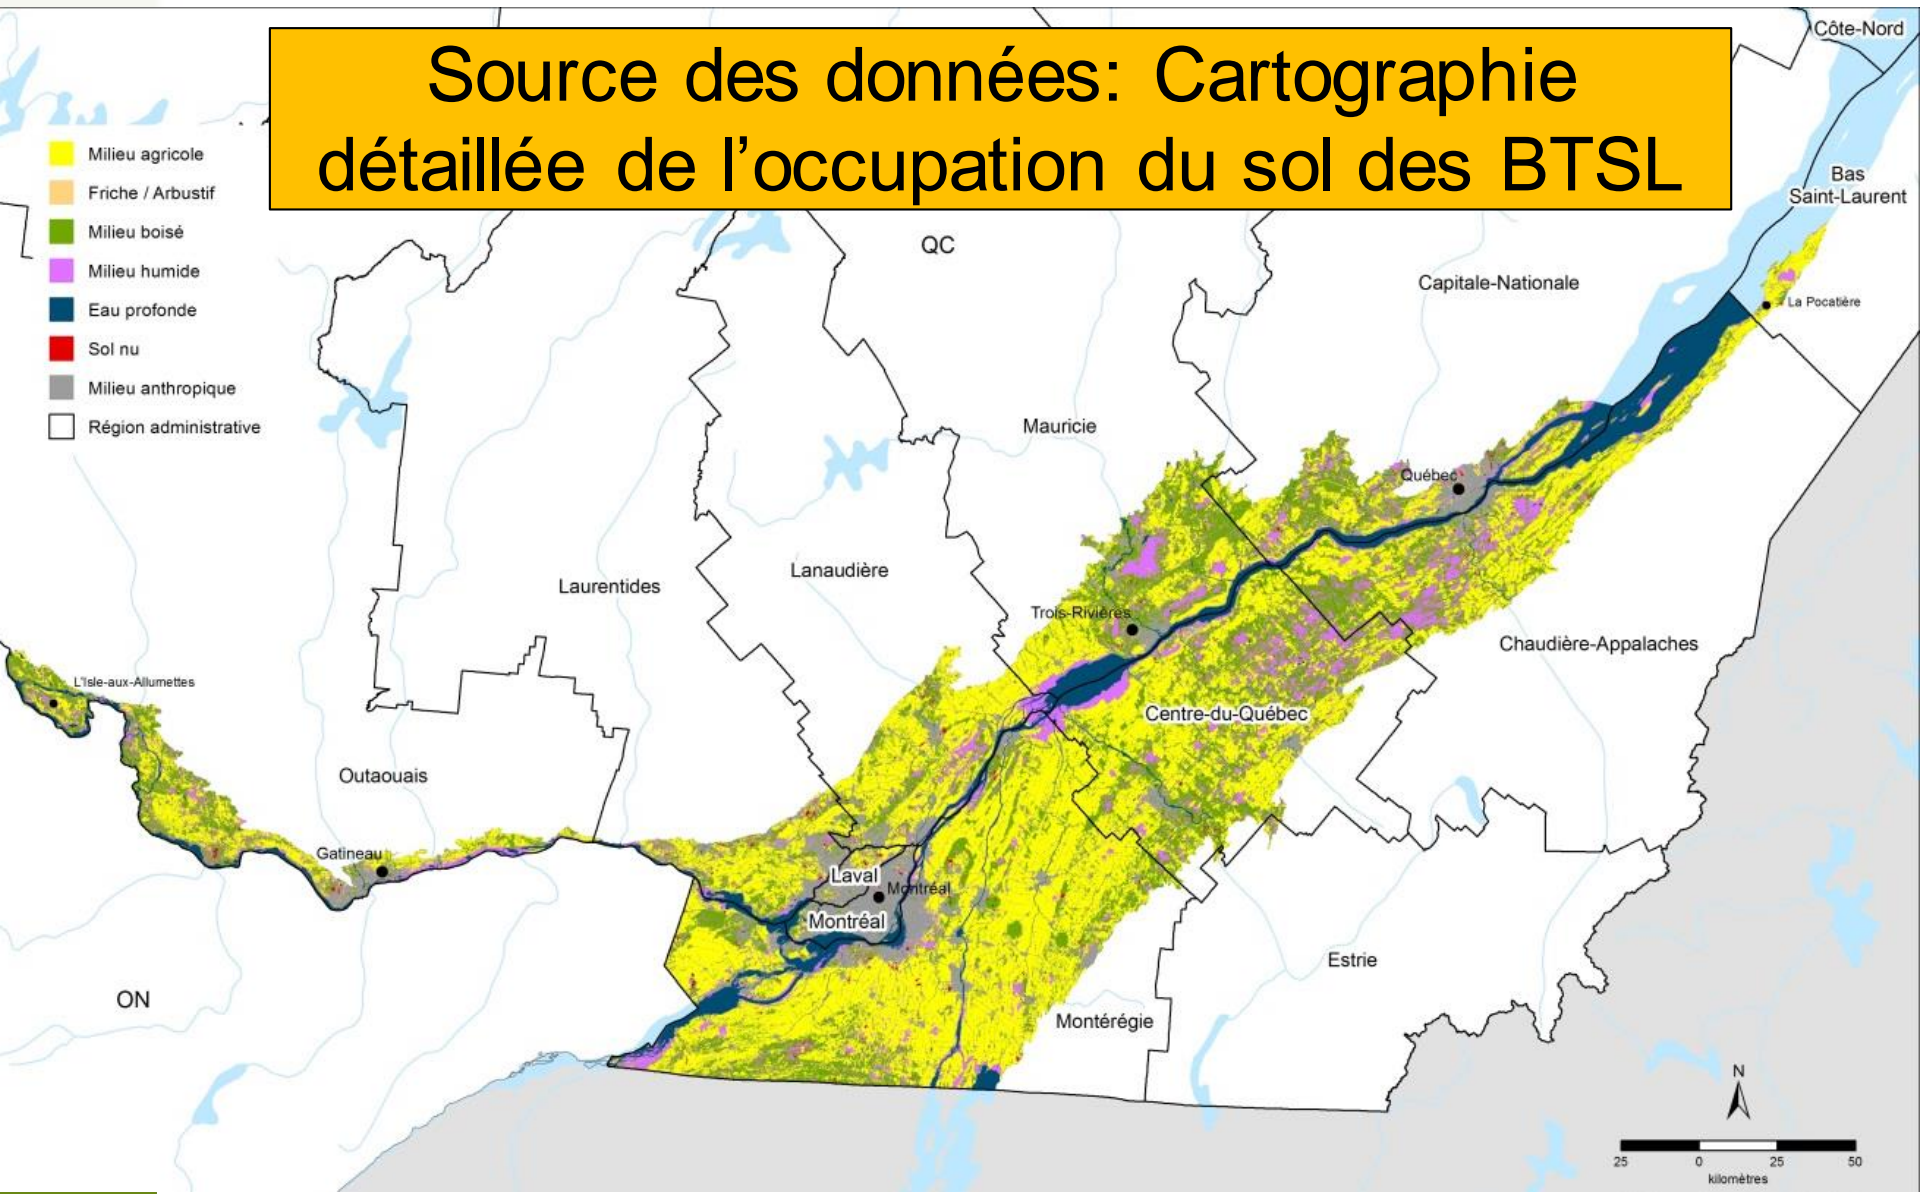 Source des données: Cartographie
détaillée de l’occupation du sol des BTSL
Milieu agricole
Friche / Arbustif
Milieu boisé
Milieu humide
Eau profonde
Sol nu
Milieu anthropique
Région administrative
Côte-Nord
Bas
Saint-Laurent
QC
Capitale-Nationale
La Pocatière
Mauricie
Québec
Lanaudière
Laurentides
Trois-Rivières
Chaudière-Appalaches
L'Isle-aux-Allumettes
Centre-du-Québec
Outaouais
Gatineau
Laval
Montréal
Montréal
Estrie
ON
Montérégie
N
25 0 25 50
kilomètres